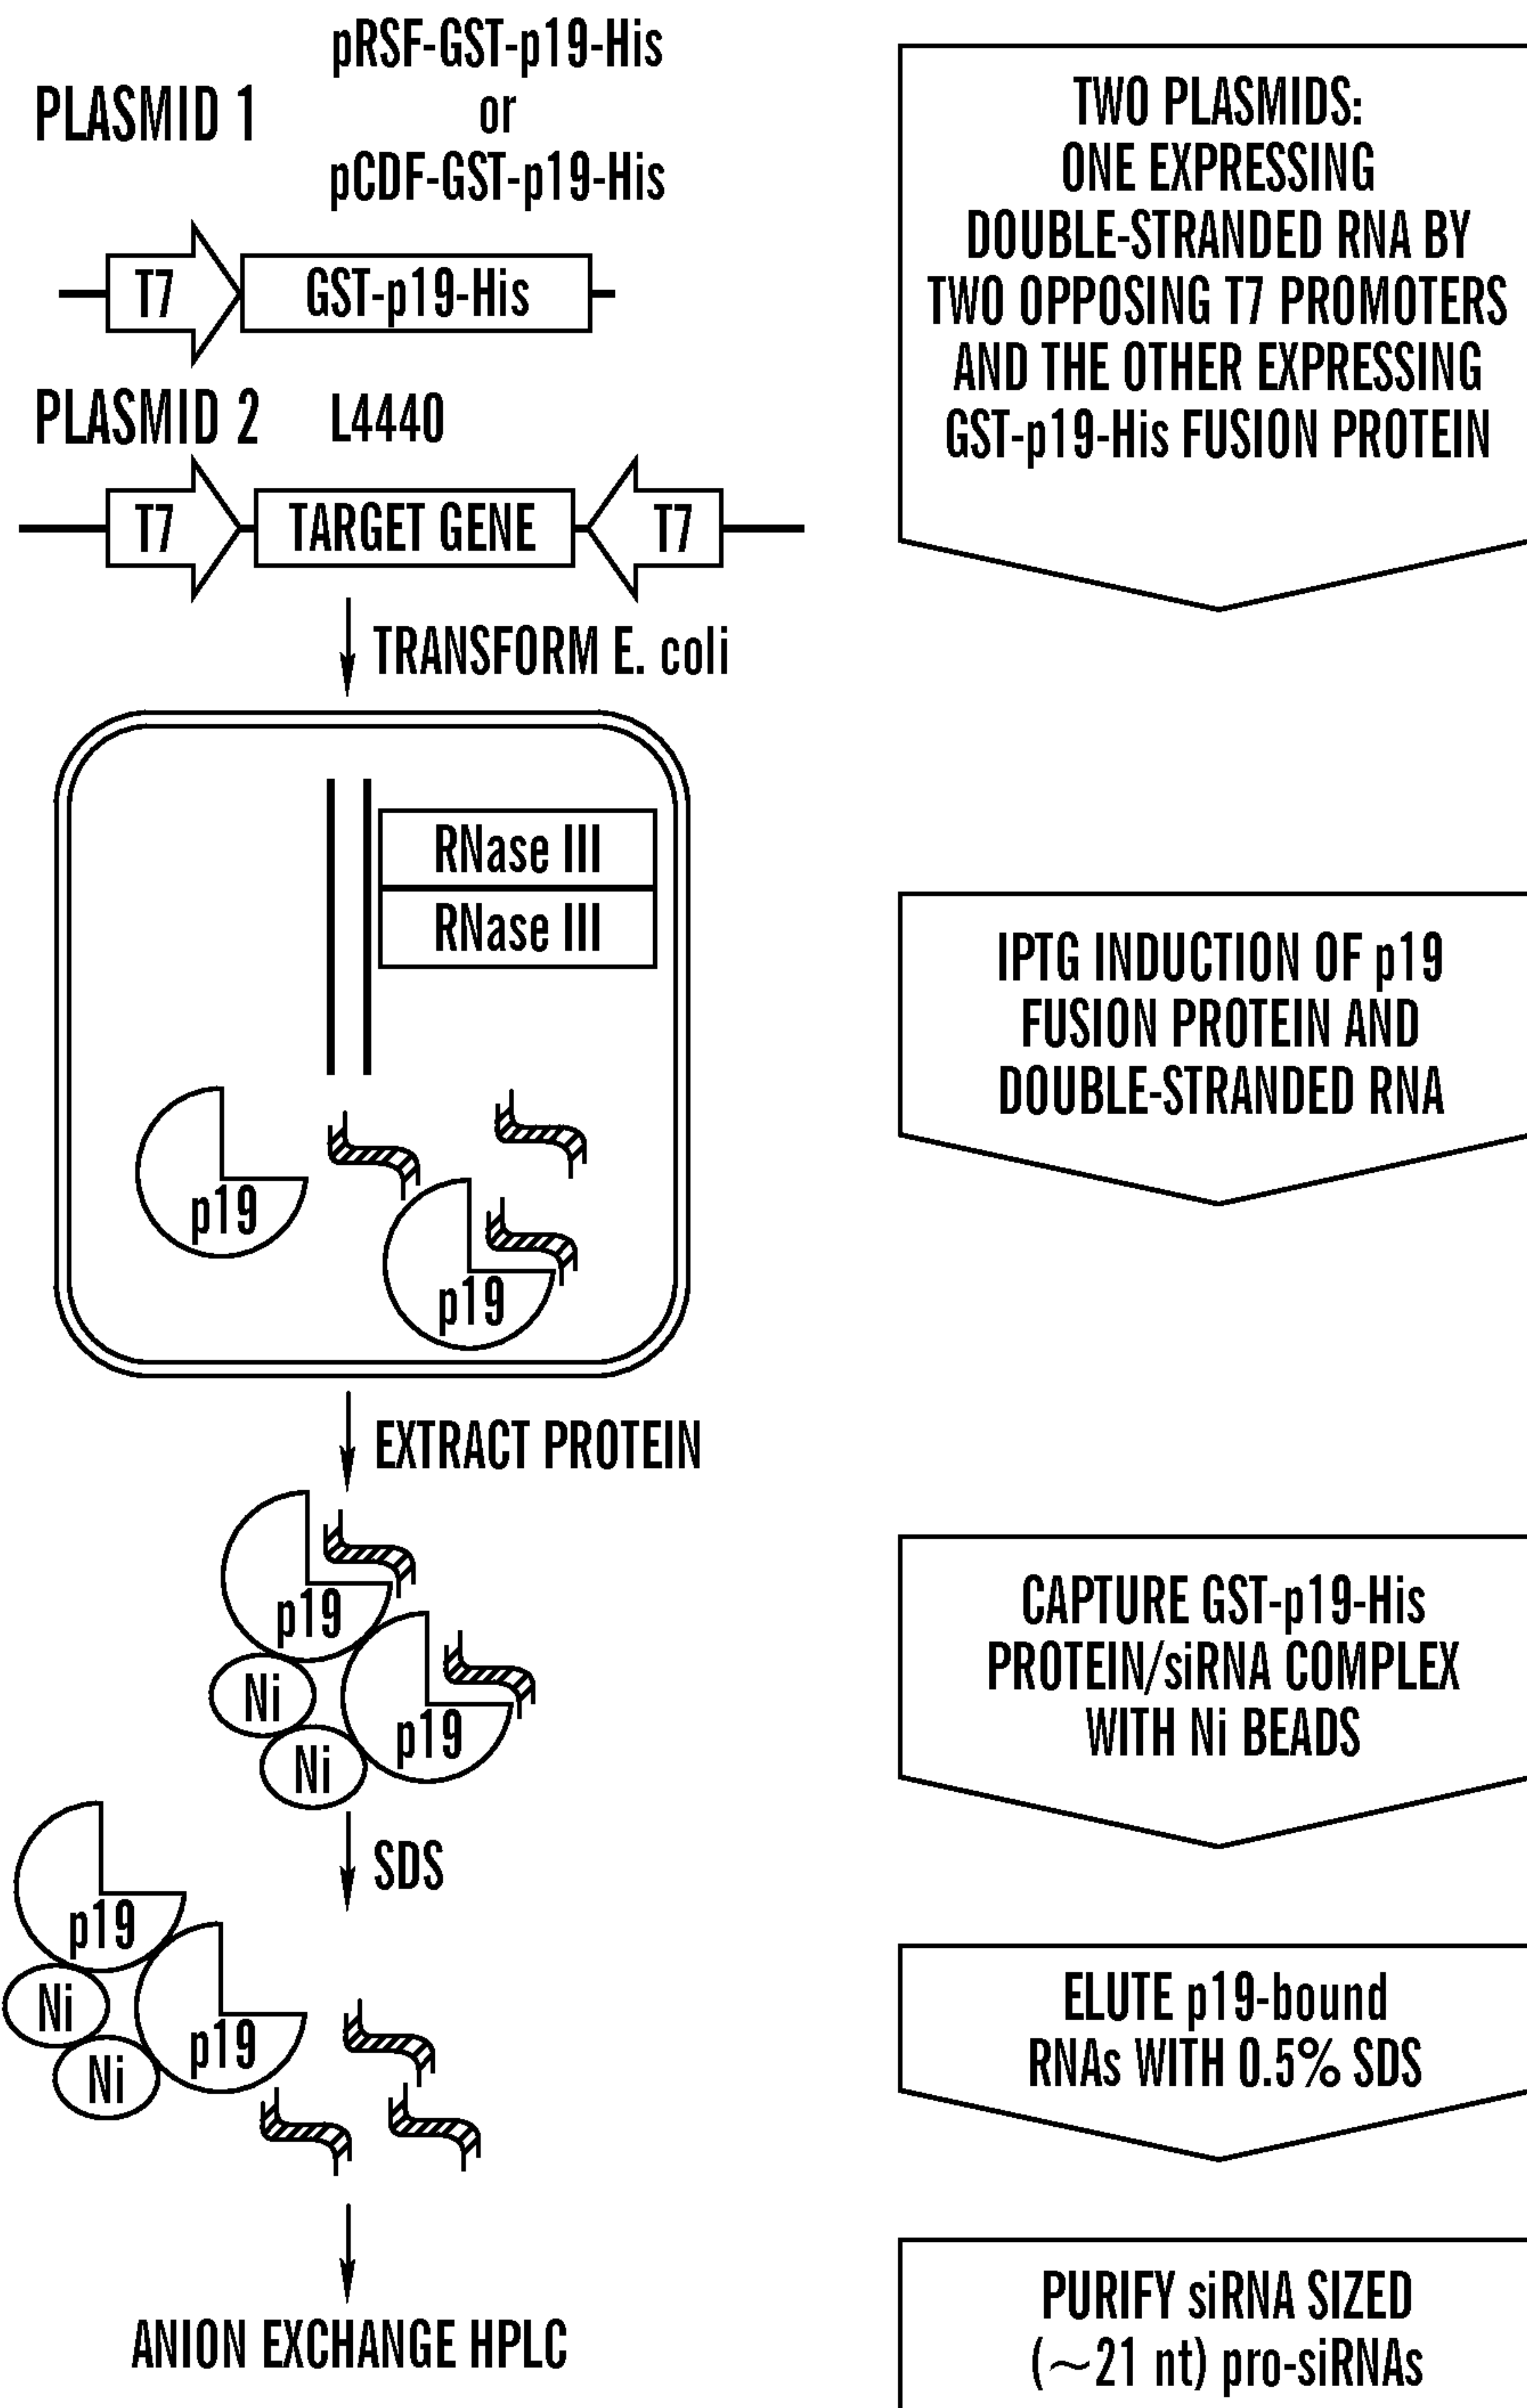 pRSF-GST-p19-His
PLASMID 1
or
pCDF-GST-p19-His
T7
GST-p19-His
PLASMID 2
L4440
T7
TARGET GENE
T7
TRANSFORM E. coli
TWO PLASMIDS:
ONE EXPRESSING
DOUBLE-STRANDED RNA BY
TWO OPPOSING T7 PROMOTERS
AND THE OTHER EXPRESSING
GST-p19-His FUSION PROTEIN
RNase III
RNase III
p19
p19
IPTG INDUCTION OF p19
FUSION PROTEIN AND
DOUBLE-STRANDED RNA
EXTRACT PROTEIN
p19
Ni
p19
Ni
CAPTURE GST-p19-His
PROTEIN/siRNA COMPLEX
WITH Ni BEADS
SDS
p19
Ni
p19
Ni
ELUTE p19-bound
RNAs WITH 0.5% SDS
ANION EXCHANGE HPLC
PURIFY siRNA SIZED
(~21 nt) pro-siRNAs